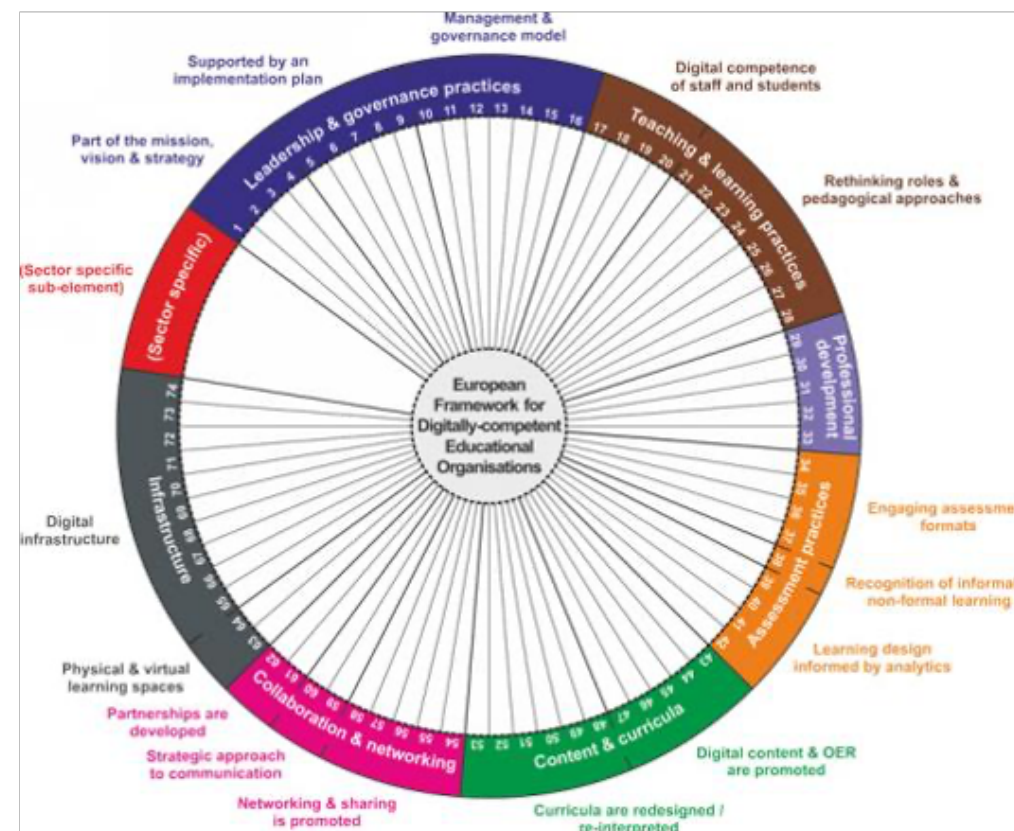 Management &
governance model
Supported by an
implementation plan
Part of the mission,
vision & strategy
Digital competence
of staff and students
Rethinking roles &
pedagogical approaches
Leadership & governance practices
Teaching & learning practices
Professional
develpment
Assessment practices
Content & curricula
Collaboration & networking
Infrastructure
(Sector specific)
(Sector specific
sub-element)
European
Framework for
Digitally-competent
Educational
Organisations
1 2 3 4 5 6 7 8 9 10 11 12 13 14 15 16
17 18 19 20 21 22 23 24 25 26 27 28
29 30 31 32 33
34 35 36 37 38 39 40 41 42
43 44 45 46 47 48 49 50 51 52 53
54 55 56 57 58 59 60 61 62
63 64 65 66 67 68 69 70 71 72 73 74
Engaging assessme
formats
Recognition of informa
non-formal learning
Learning design
informed by analytics
Digital content & OER
are promoted
Curricula are redesigned /
re-interpreted
Networking & sharing
is promoted
Strategic approach
to communication
Partnerships are
developed
Physical & virtual
learning spaces
Digital
infrastructure